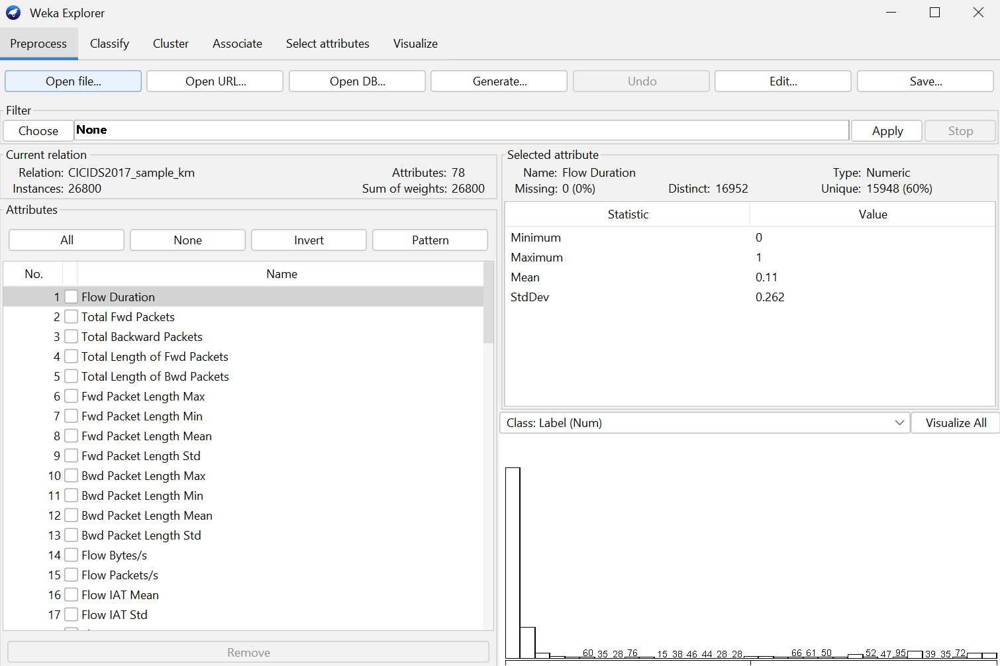 Weka Explorer
Preprocess Classify Cluster Associate Select attributes Visualize
Open file... Open URL... Open DB... Generate... Undo Edit... Save...
Filter
Choose None Apply Stop
Current relation
Relation: CICIDS2017_sample_km Attributes: 78
Instances: 26800 Sum of weights: 26800
Selected attribute
Name: Flow Duration Type: Numeric
Missing: 0 (0%) Distinct: 16952 Unique: 15948 (60%)
Attributes
All None Invert Pattern
No. Name
1 Flow Duration
2 Total Fwd Packets
3 Total Backward Packets
4 Total Length of Fwd Packets
5 Total Length of Bwd Packets
6 Fwd Packet Length Max
7 Fwd Packet Length Min
8 Fwd Packet Length Mean
9 Fwd Packet Length Std
10 Bwd Packet Length Max
11 Bwd Packet Length Min
12 Bwd Packet Length Mean
13 Bwd Packet Length Std
14 Flow Bytes/s
15 Flow Packets/s
16 Flow IAT Mean
17 Flow IAT Std
Remove
Statistic Value
Minimum 0
Maximum 1
Mean 0.11
StdDev 0.262
Class: Label (Num) Visualize All
60 35 28 76 15 38 46 44 28 28 66 61 50 52 47 95 39 35 72